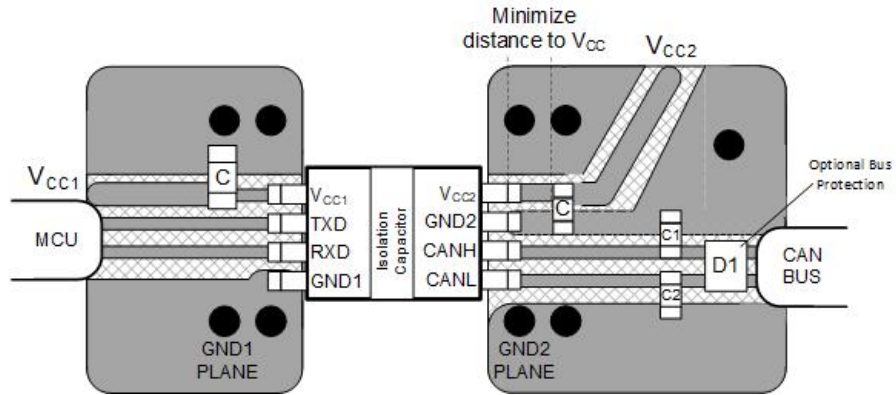 Minimize
distance to VCC
VCC2
VCC1
C
MCU
VCC1
TXD
RXD
GND1
Isolation
Capacitor
VCC2
GND2
CANH
CANL
C
C1
C2
D1
Optional Bus
Protection
CAN
BUS
GND1
PLANE
GND2
PLANE